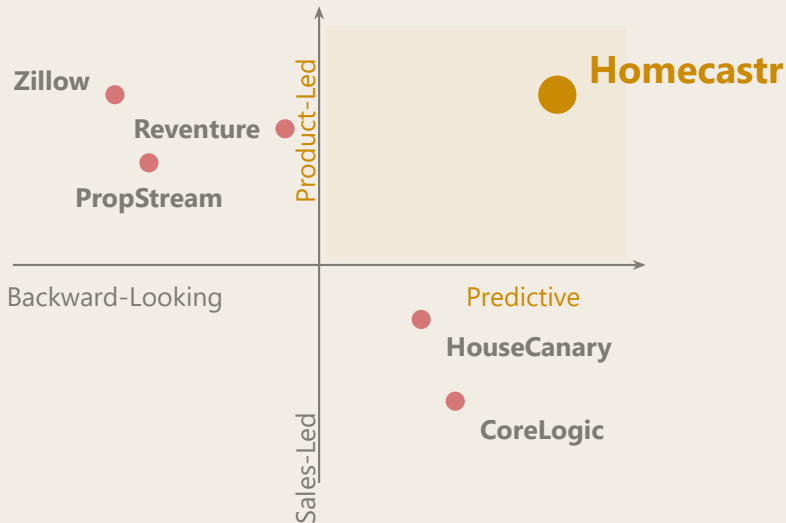 Homecastr
Zillow
Product-Led
Reventure
PropStream
Backward-Looking
Predictive
HouseCanary
CoreLogic
Sales-Led